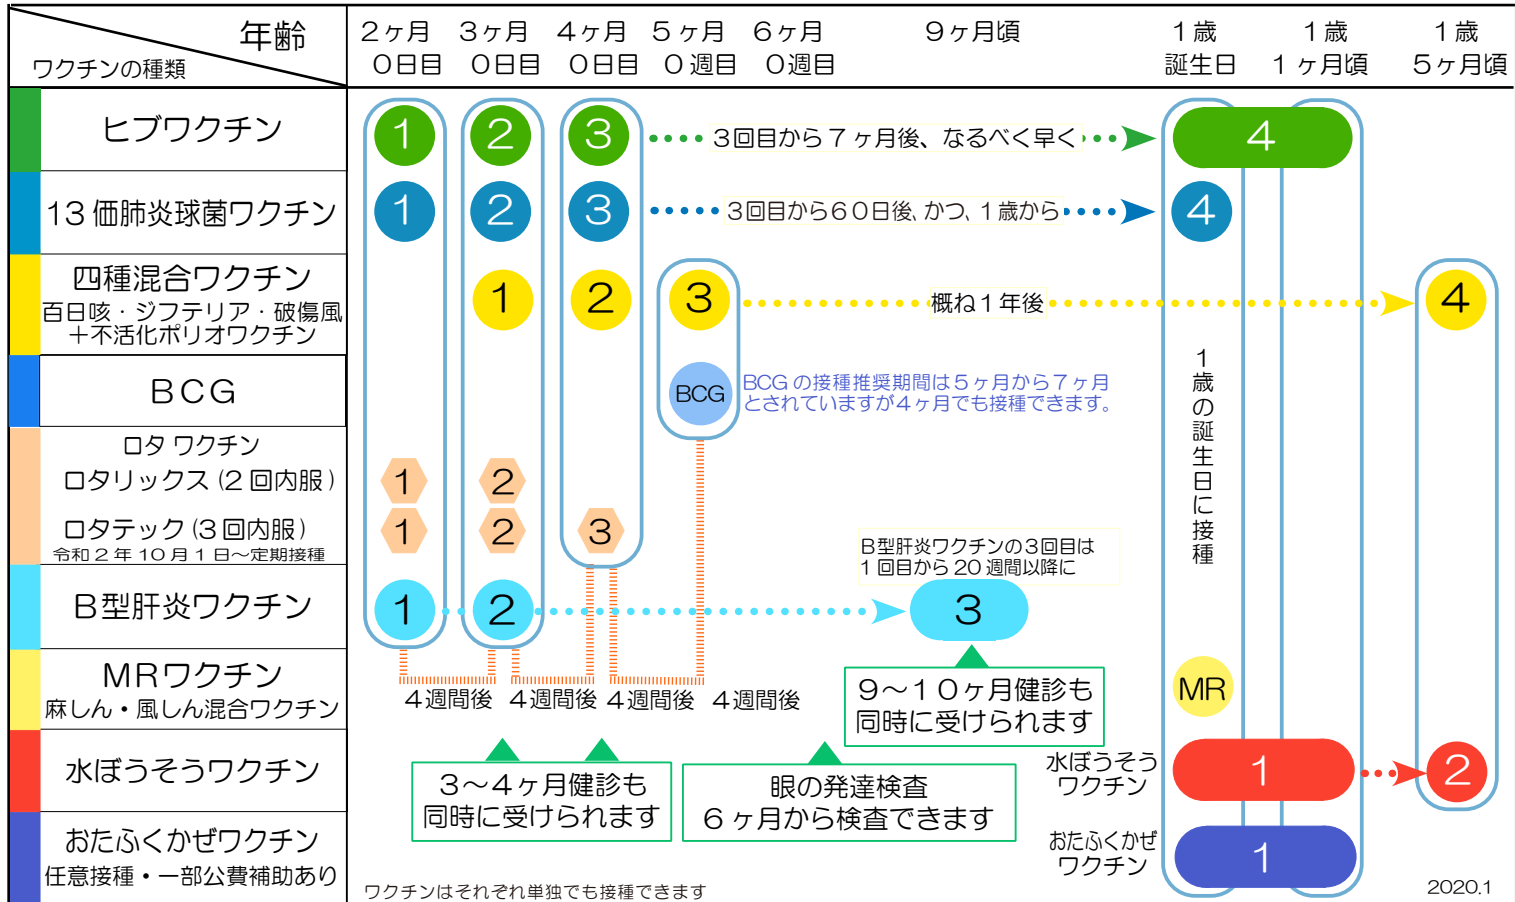 年齢
ワクチンの種類
2ヶ月 3ヶ月 4ヶ月 5ヶ月 6ヶ月 9ヶ月頃 1歳 1歳 1歳
0日目 0日目 0日目 0週目 0週目 誕生日 1ヶ月頃 5ヶ月頃
ヒブワクチン
1 2 3 3回目から7ヶ月後、なるべく早く 4
13価肺炎球菌ワクチン
1 2 3 3回目から60日後、かつ、1歳から 4
四種混合ワクチン
百日咳・ジフテリア・破傷風
＋不活化ポリオワクチン
1 2 3 概ね1年後 4
BCG
BCG
BCGの接種推奨期間は5ヶ月から7ヶ月
とされていますが4ヶ月でも接種できます。
1歳の誕生日に接種
ロタ ワクチン
ロタリックス(2回内服)
1 2
ロタテック(3回内服)
令和2年10月1日～定期接種
1 2 3
B型肝炎ワクチンの3回目は
1回目から20週間以降に
B型肝炎ワクチン
1 2 3
MRワクチン
麻しん・風しん混合ワクチン
4週間後 4週間後 4週間後 4週間後
9～10ヶ月健診も
同時に受けられます
MR
水ぼうそうワクチン
3～4ヶ月健診も
同時に受けられます
眼の発達検査
6ヶ月から検査できます
水ぼうそう
ワクチン
1 2
おたふくかぜワクチン
任意接種・一部公費補助あり
おたふくかぜ
ワクチン
1
ワクチンはそれぞれ単独でも接種できます
2020.1